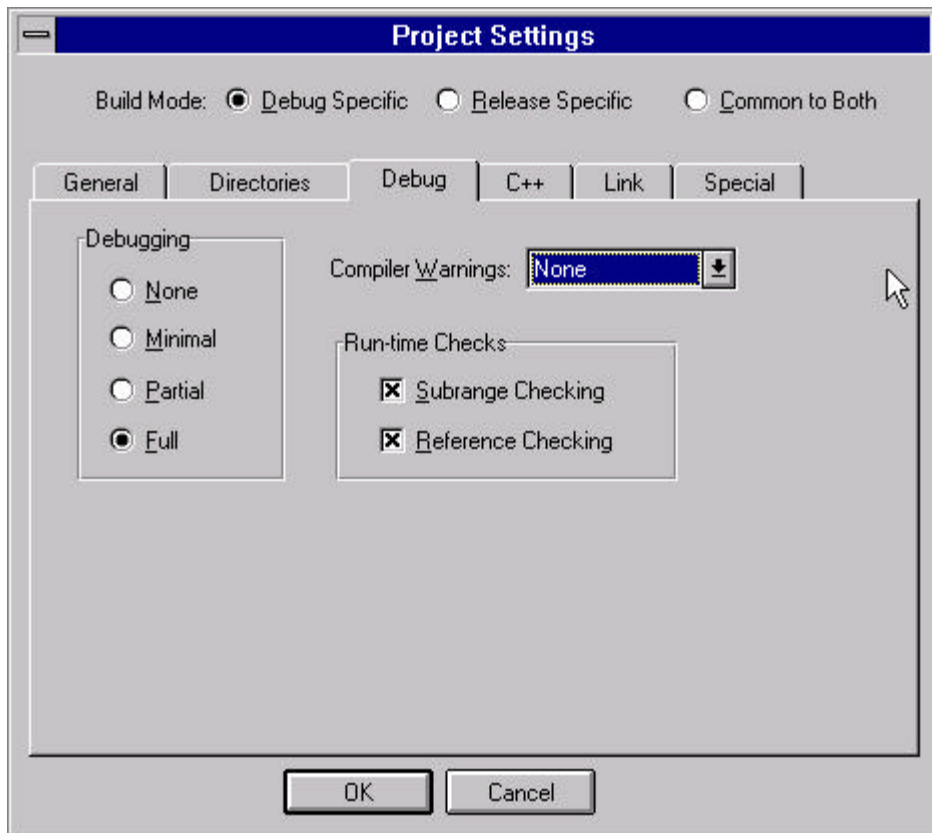 Project Settings
Build Mode: Debug Specific Release Specific Common to Both
General Directories Debug C++ Link Special
Debugging
None
Minimal
Partial
Full
Compiler Warnings: None
Run-time Checks
Subrange Checking
Reference Checking
OK Cancel